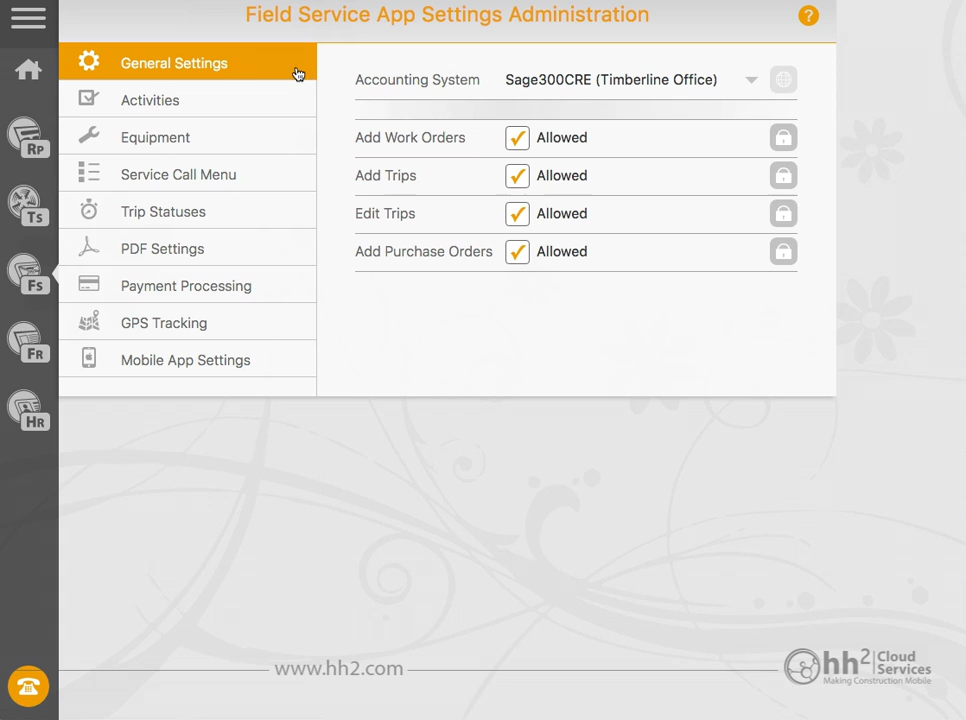 Field Service App Settings Administration
?
General Settings
Activities
Equipment
Service Call Menu
Trip Statuses
PDF Settings
Payment Processing
GPS Tracking
Mobile App Settings
Accounting System Sage300CRE (Timberline Office)
Add Work Orders Allowed
Add Trips Allowed
Edit Trips Allowed
Add Purchase Orders Allowed
RP
TS
FS
FR
HR
www.hh2.com
hh2 Cloud
Services
Making Construction Mobile